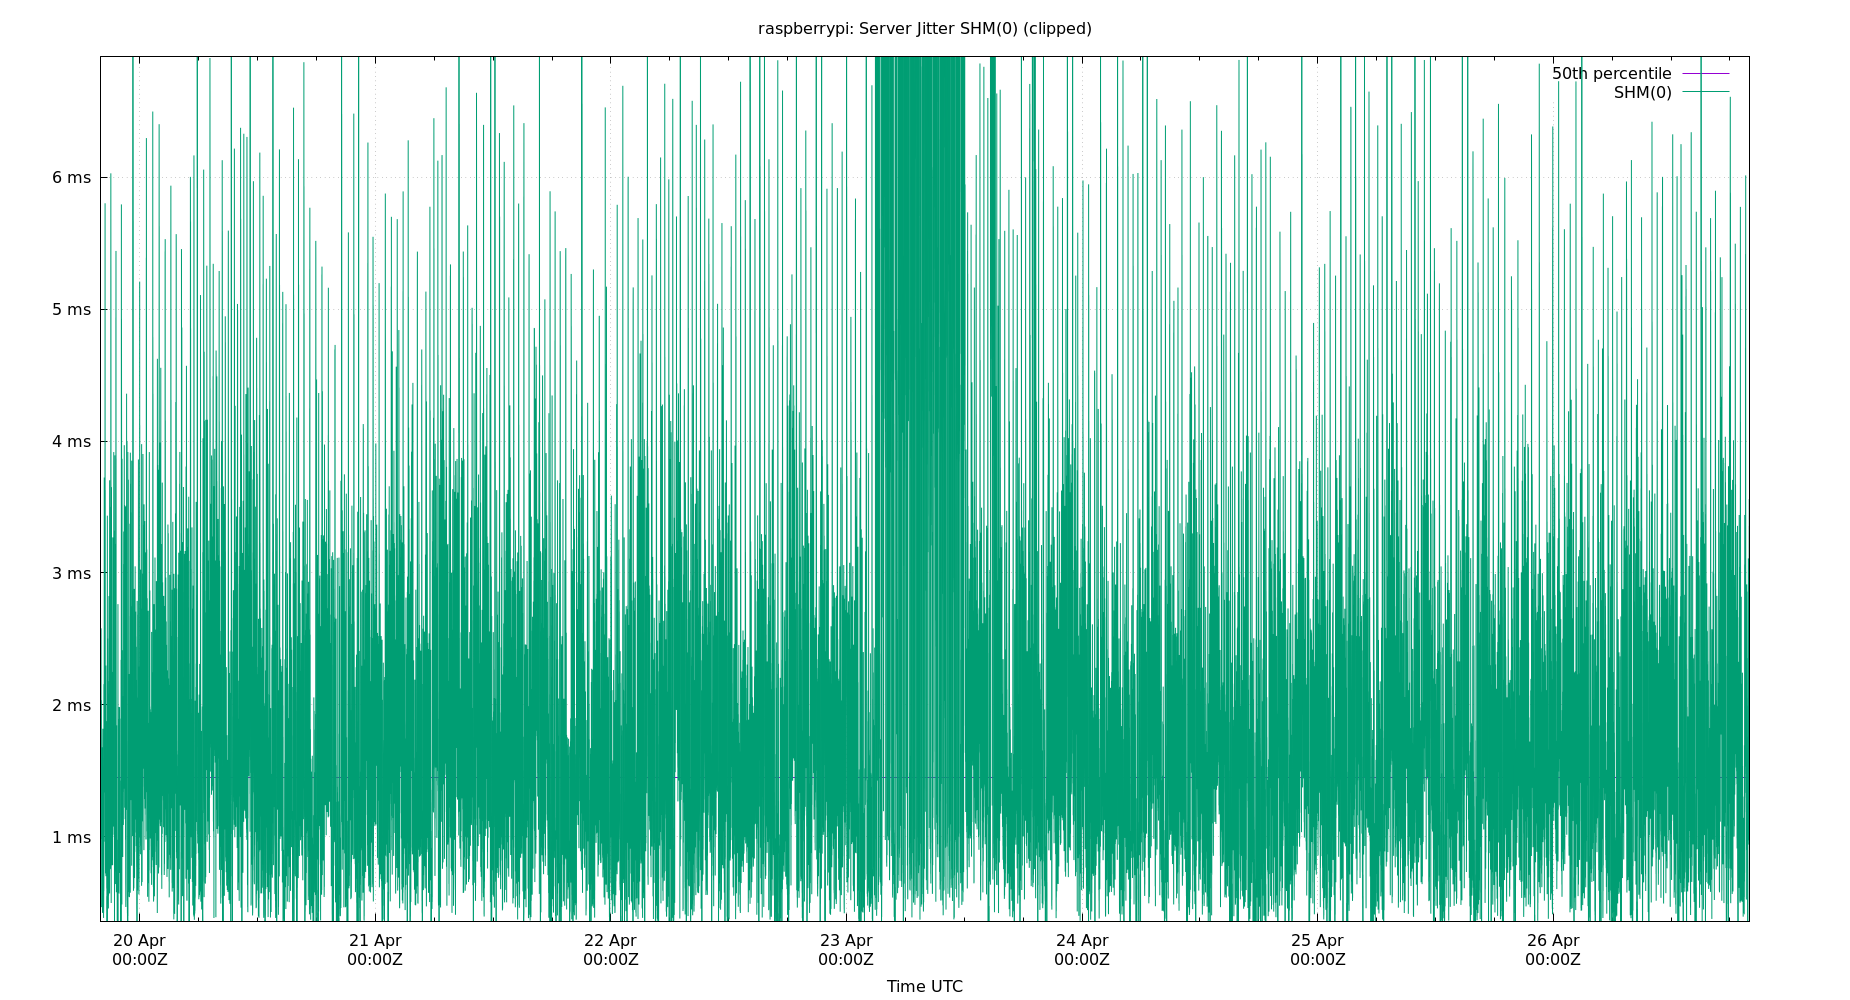 raspberrypi: Server Jitter SHM(0) (clipped)
50th percentile
SHM(0)
6 ms
5 ms
4 ms
3 ms
2 ms
1 ms
20 Apr 21 Apr 22 Apr 23 Apr 24 Apr 25 Apr 26 Apr
00:00Z 00:00Z 00:00Z 00:00Z 00:00Z 00:00Z 00:00Z
Time UTC